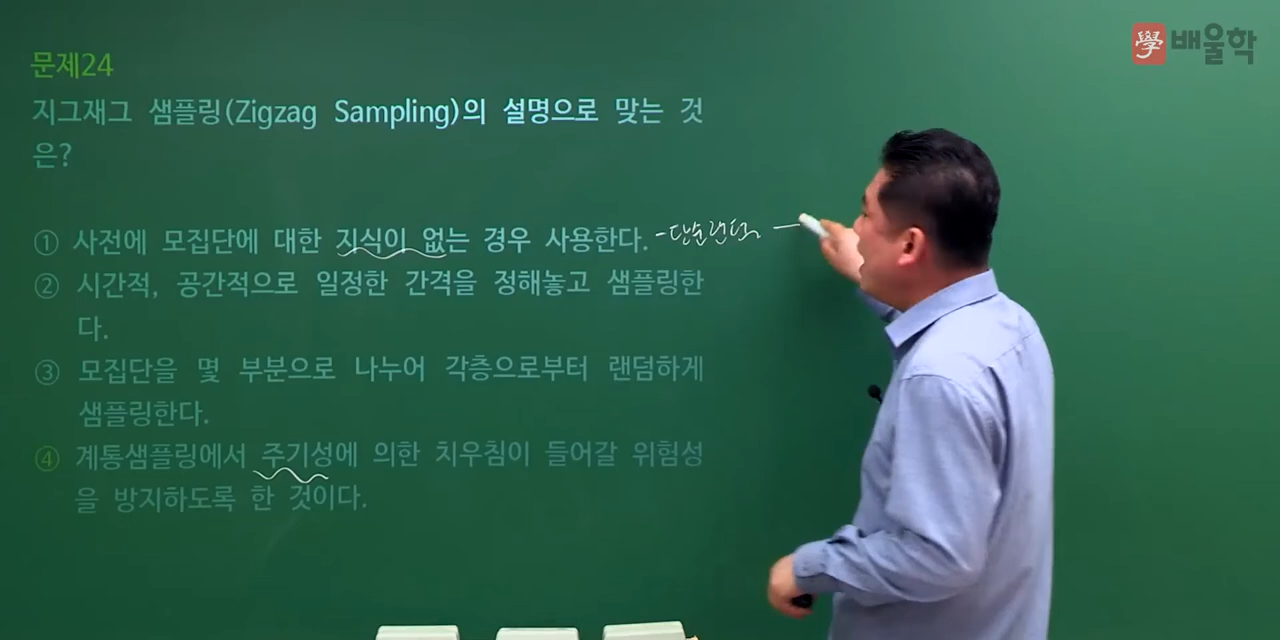 學 배울학
문제24
지그재그 샘플링(Zigzag Sampling)의 설명으로 맞는 것
은?
① 사전에 모집단에 대한 지식이 없는 경우 사용한다. -단순랜덤
② 시간적, 공간적으로 일정한 간격을 정해놓고 샘플링한
다.
③ 모집단을 몇 부분으로 나누어 각층으로부터 랜덤하게
샘플링한다.
④ 계통샘플링에서 주기성에 의한 치우침이 들어갈 위험성
을 방지하도록 한 것이다.